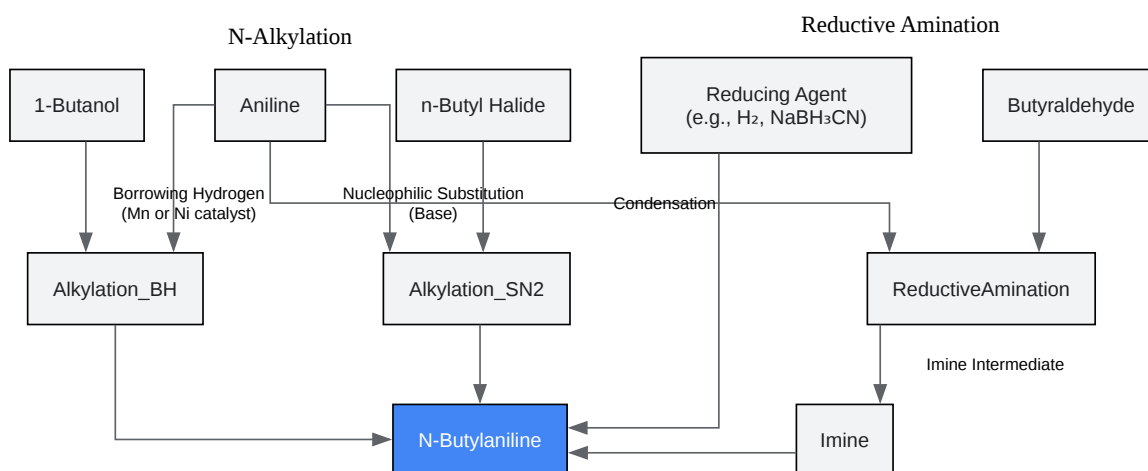 N-Alkylation
Reductive Amination
1-Butanol
Aniline
n-Butyl Halide
Reducing Agent
(e.g., H₂, NaBH₃CN)
Butyraldehyde
Borrowing Hydrogen
(Mn or Ni catalyst)
Nucleophilic Substitution
(Base)
Condensation
Alkylation_BH
Alkylation_SN2
ReductiveAmination
Imine Intermediate
N-Butylaniline
Imine